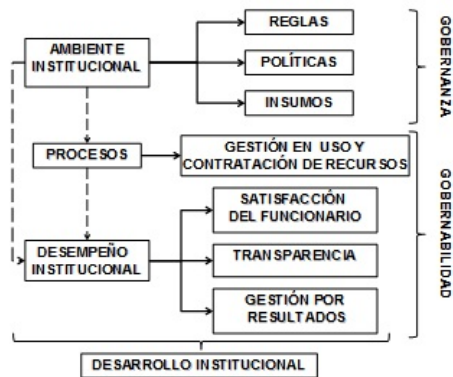 REGLAS
AMBIENTE
INSTITUCIONAL
POLÍTICAS
INSUMOS
GOBERNANZA
PROCESOS
GESTIÓN EN USO Y
CONTRATACIÓN DE RECURSOS
SATISFACCIÓN
DEL FUNCIONARIO
DESEMPEÑO
INSTITUCIONAL
TRANSPARENCIA
GESTIÓN POR
RESULTADOS
GOBERNABILIDAD
DESARROLLO INSTITUCIONAL